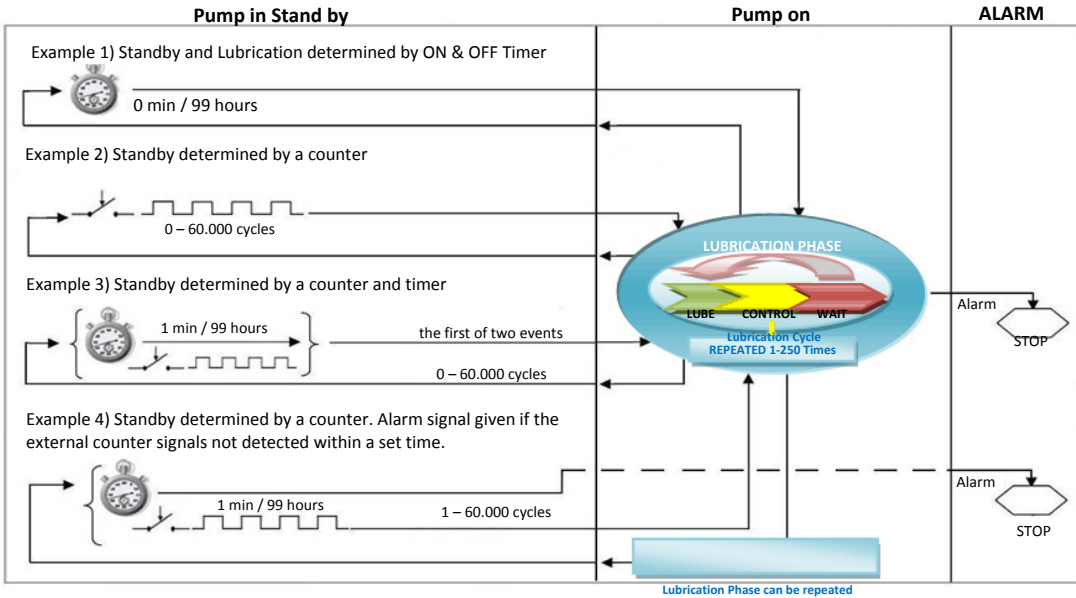 Pump in Stand by
Pump on
ALARM
Example 1) Standby and Lubrication determined by ON & OFF Timer
0 min / 99 hours
Example 2) Standby determined by a counter
0 – 60.000 cycles
LUBRICATION PHASE
LUBE
CONTROL
WAIT
Lubrication Cycle
REPEATED 1-250 Times
Alarm
STOP
Example 3) Standby determined by a counter and timer
1 min / 99 hours
the first of two events
0 – 60.000 cycles
Example 4) Standby determined by a counter. Alarm signal given if the
external counter signals not detected within a set time.
1 min / 99 hours
1 – 60.000 cycles
Alarm
STOP
Lubrication Phase can be repeated